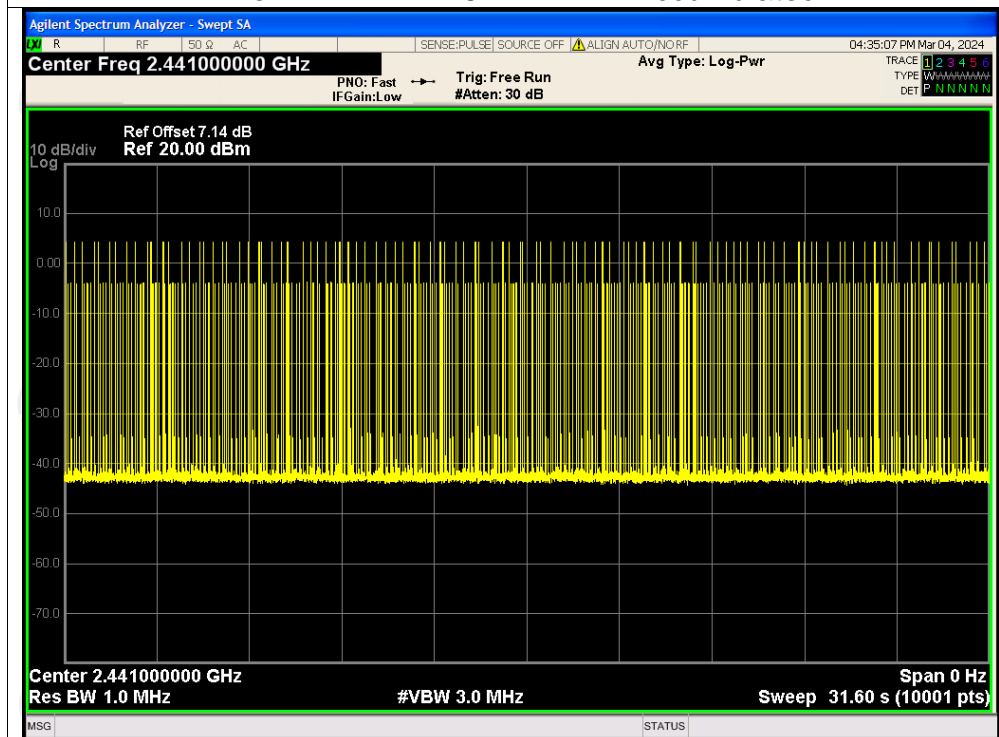 Agilent Spectrum Analyzer - Swept SA
LXI R RF 50 Ω AC SENSE:PULSE SOURCE OFF ALIGN AUTO/NO RF 04:35:07 PM Mar 04, 2024
Center Freq 2.441000000 GHz Avg Type: Log-Pwr TRACE 1 2 3 4 5 6
PNO: Fast Trig: Free Run TYPE W
IFGain:Low #Atten: 30 dB DET P N N N N N
Ref Offset 7.14 dB
10 dB/div Ref 20.00 dBm
Log
10.0
0.00
-10.0
-20.0
-30.0
-40.0
-50.0
-60.0
-70.0
Center 2.441000000 GHz Span 0 Hz
Res BW 1.0 MHz #VBW 3.0 MHz Sweep 31.60 s (10001 pts)
MSG STATUS